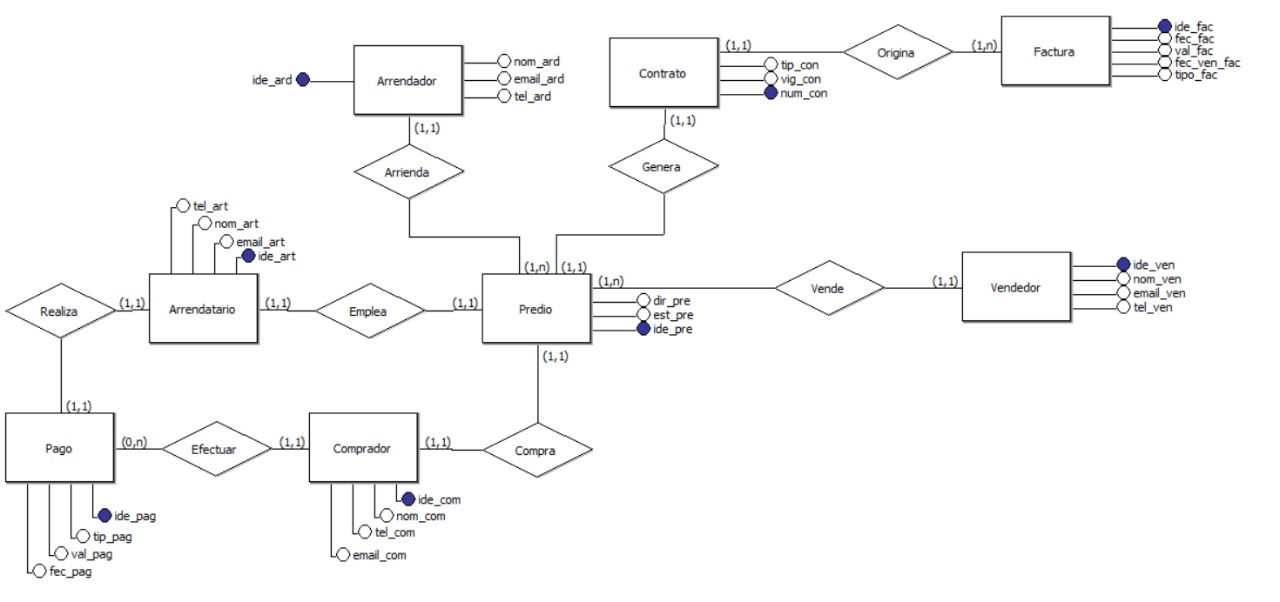 ide_ard
Arrendador
nom_ard
email_ard
tel_ard
(1,1)
Arrienda
Contrato
(1,1)
tip_con
vig_con
num_con
(1,1)
Genera
Origina
(1,n)
Factura
ide_fac
fec_fac
val_fac
fec_ven_fac
tipo_fac
tel_art
nom_art
email_art
ide_art
Realiza
(1,1)
Arrendatario
(1,1)
Emplea
(1,1)
(1,n)
(1,1)
Predio
(1,n)
dir_pre
est_pre
ide_pre
(1,1)
Vende
(1,1)
Vendedor
ide_ven
nom_ven
email_ven
tel_ven
(1,1)
Pago
(0,n)
Efectuar
(1,1)
Comprador
(1,1)
Compra
ide_pag
tip_pag
val_pag
fec_pag
ide_com
nom_com
tel_com
email_com